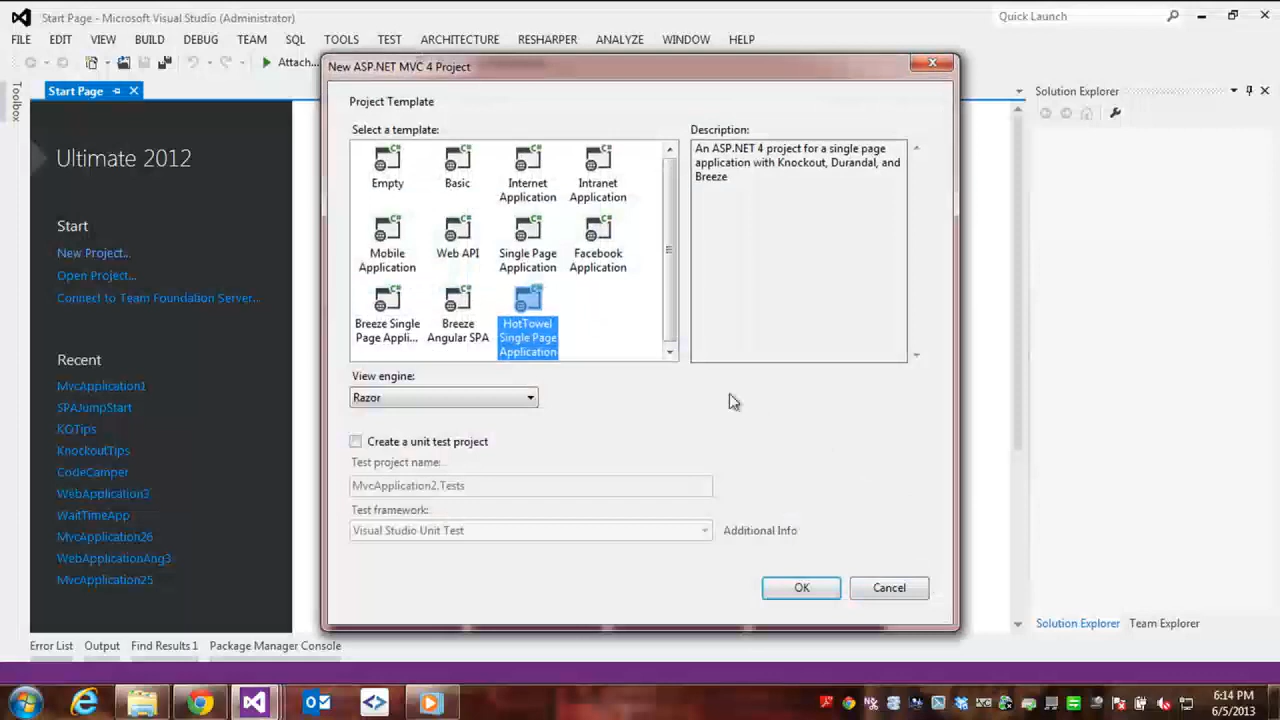 Start Page - Microsoft Visual Studio (Administrator)
Quick Launch
FILE EDIT VIEW BUILD DEBUG TEAM SQL TOOLS TEST ARCHITECTURE RESHARPER ANALYZE WINDOW HELP
Attach...
Toolbox
Start Page
Ultimate 2012
Start
New Project...
Open Project...
Connect to Team Foundation Server...
Recent
MvcApplication1
SPAJumpStart
KOTips
KnockoutTips
CodeCamper
WebApplication3
WaitTimeApp
MvcApplication26
WebApplicationAng3
MvcApplication25
New ASP.NET MVC 4 Project
Project Template
Select a template:
Empty
Basic
Internet
Application
Intranet
Application
Mobile
Application
Web API
Single Page
Application
Facebook
Application
Breeze Single
Page Appli...
Breeze
Angular SPA
HotTowel
Single Page
Application
Description:
An ASP.NET 4 project for a single page
application with Knockout, Durandal, and
Breeze
View engine:
Razor
Create a unit test project
Test project name:
MvcApplication2.Tests
Test framework:
Visual Studio Unit Test
Additional Info
OK
Cancel
Solution Explorer
Solution Explorer Team Explorer
Error List Output Find Results 1 Package Manager Console
6:14 PM
6/5/2013